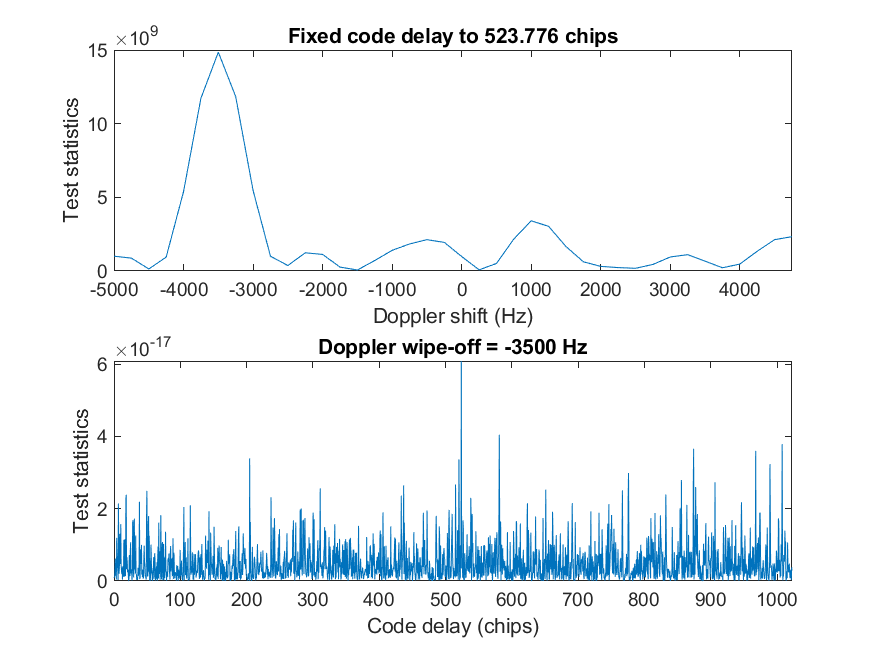 ×10⁹
Fixed code delay to 523.776 chips
15
10
5
0
Test statistics
-5000 -4000 -3000 -2000 -1000 0 1000 2000 3000 4000
Doppler shift (Hz)
×10⁻¹⁷
Doppler wipe-off = -3500 Hz
6
4
2
0
Test statistics
0 100 200 300 400 500 600 700 800 900 1000
Code delay (chips)